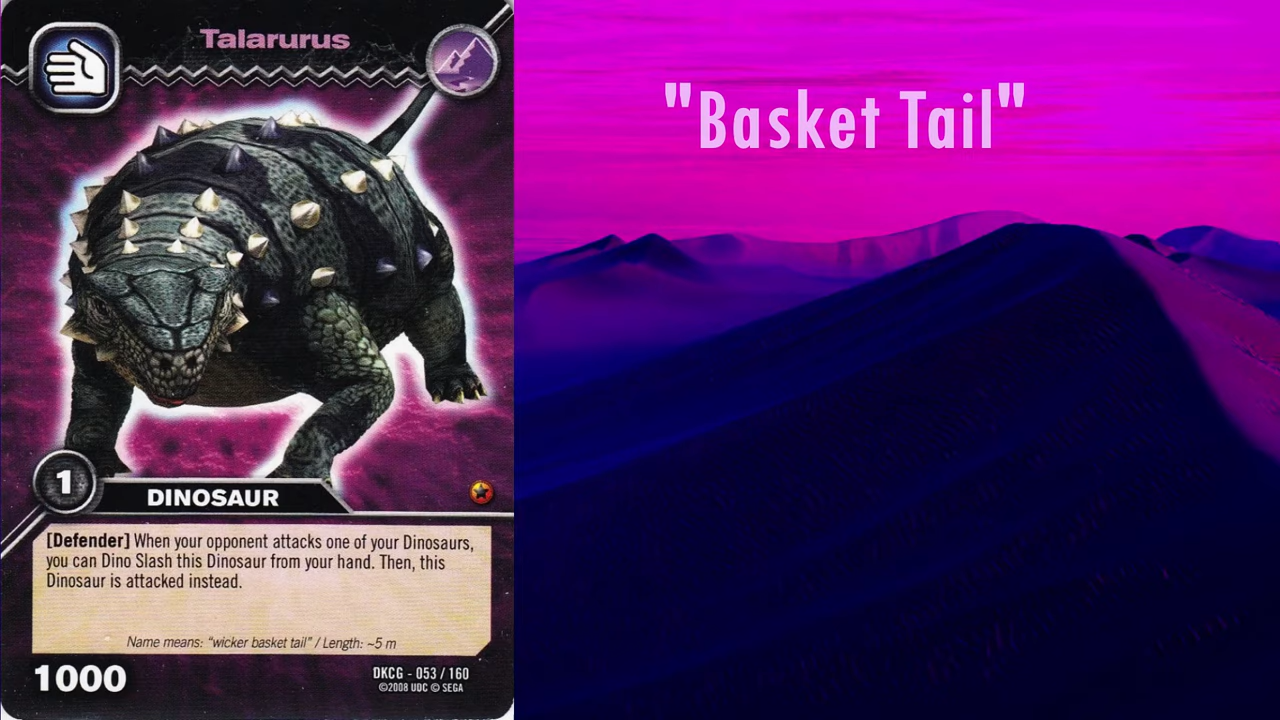 Talarurus
"Basket Tail"
1
DINOSAUR
[Defender] When your opponent attacks one of your Dinosaurs,
you can Dino Slash this Dinosaur from your hand. Then, this
Dinosaur is attacked instead.
Name means: “wicker basket tail” / Length: ~5 m
1000
DKCG - 053 / 160
©2008 UDC © SEGA